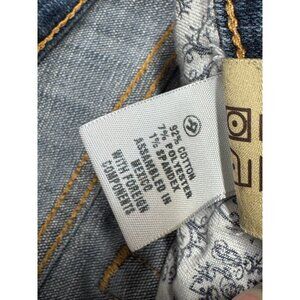 92% COTTON
7% POLYESTER
1% SPANDEX
ASSEMBLED IN
MEXICO
WITH FOREIGN
COMPONENTS